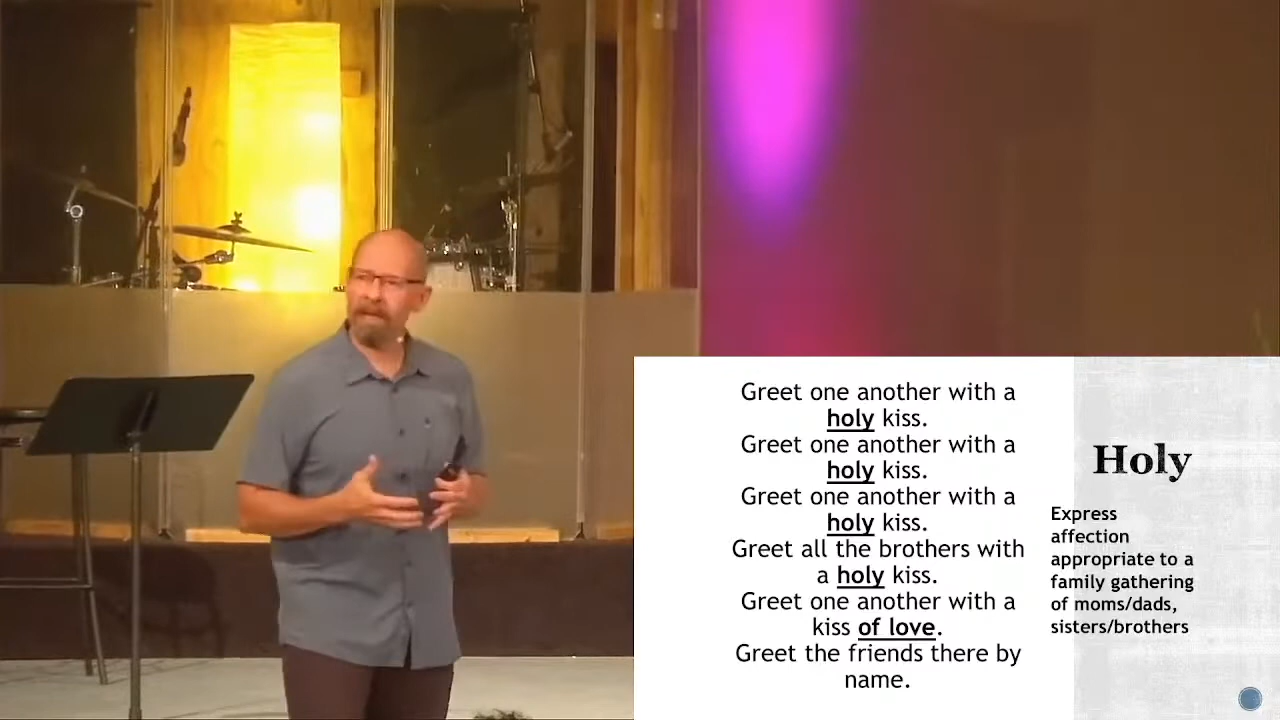 Greet one another with a
holy kiss.
Greet one another with a
holy kiss.
Greet one another with a
holy kiss.
Greet all the brothers with
a holy kiss.
Greet one another with a
kiss of love.
Greet the friends there by
name.
Holy
Express
affection
appropriate to a
family gathering
of moms/dads,
sisters/brothers